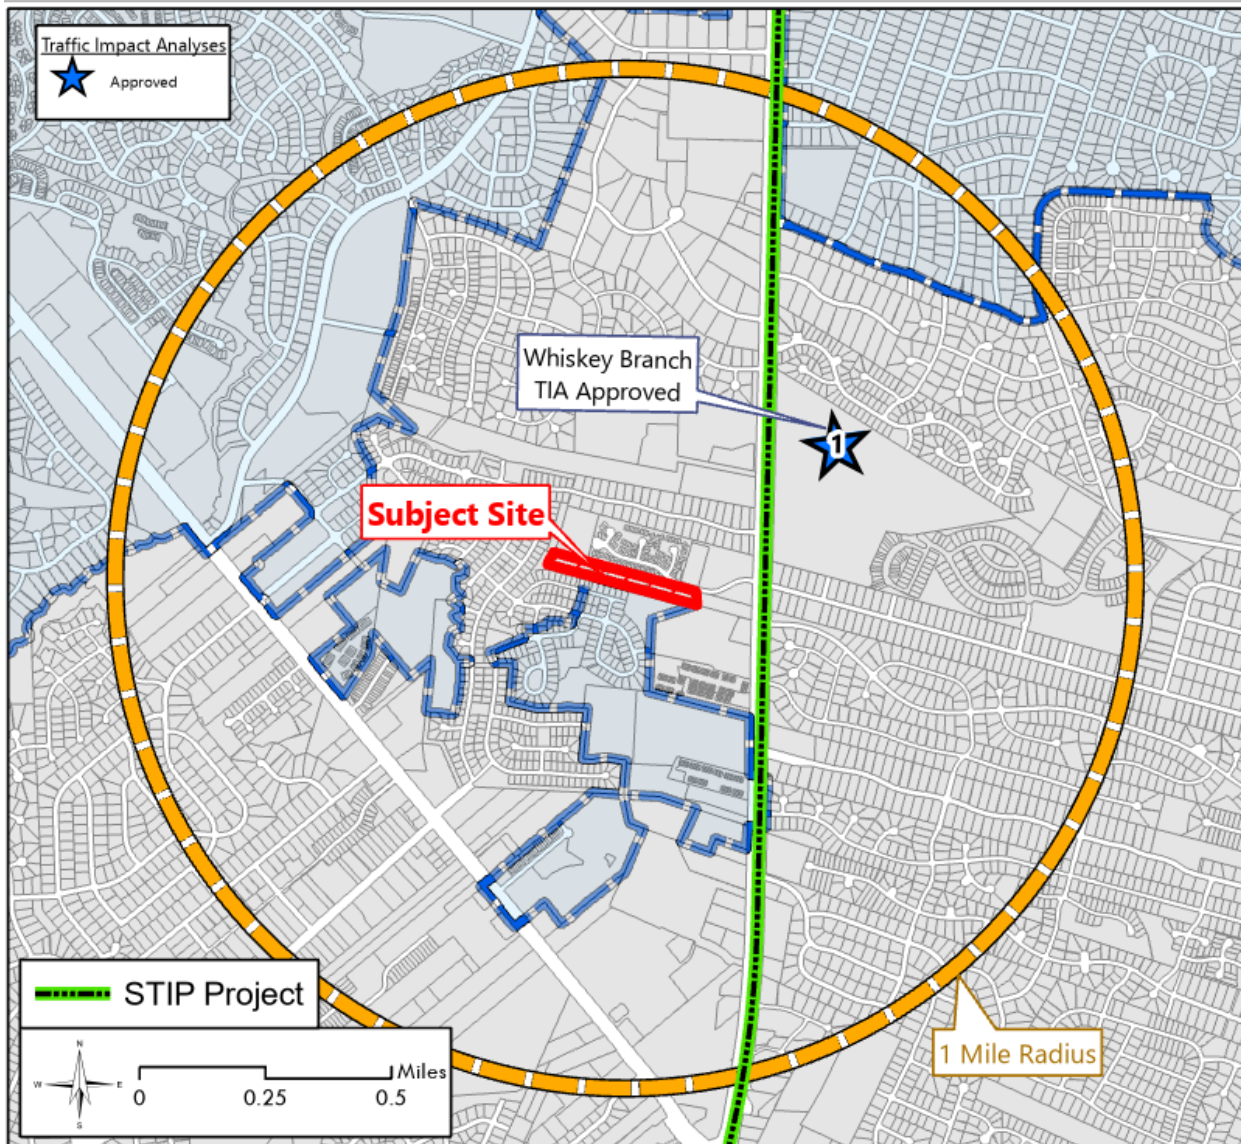 Traffic Impact Analyses
Approved
Whiskey Branch
TIA Approved
1
Subject Site
STIP Project
1 Mile Radius
N
W E
S
Miles
0 0.25 0.5